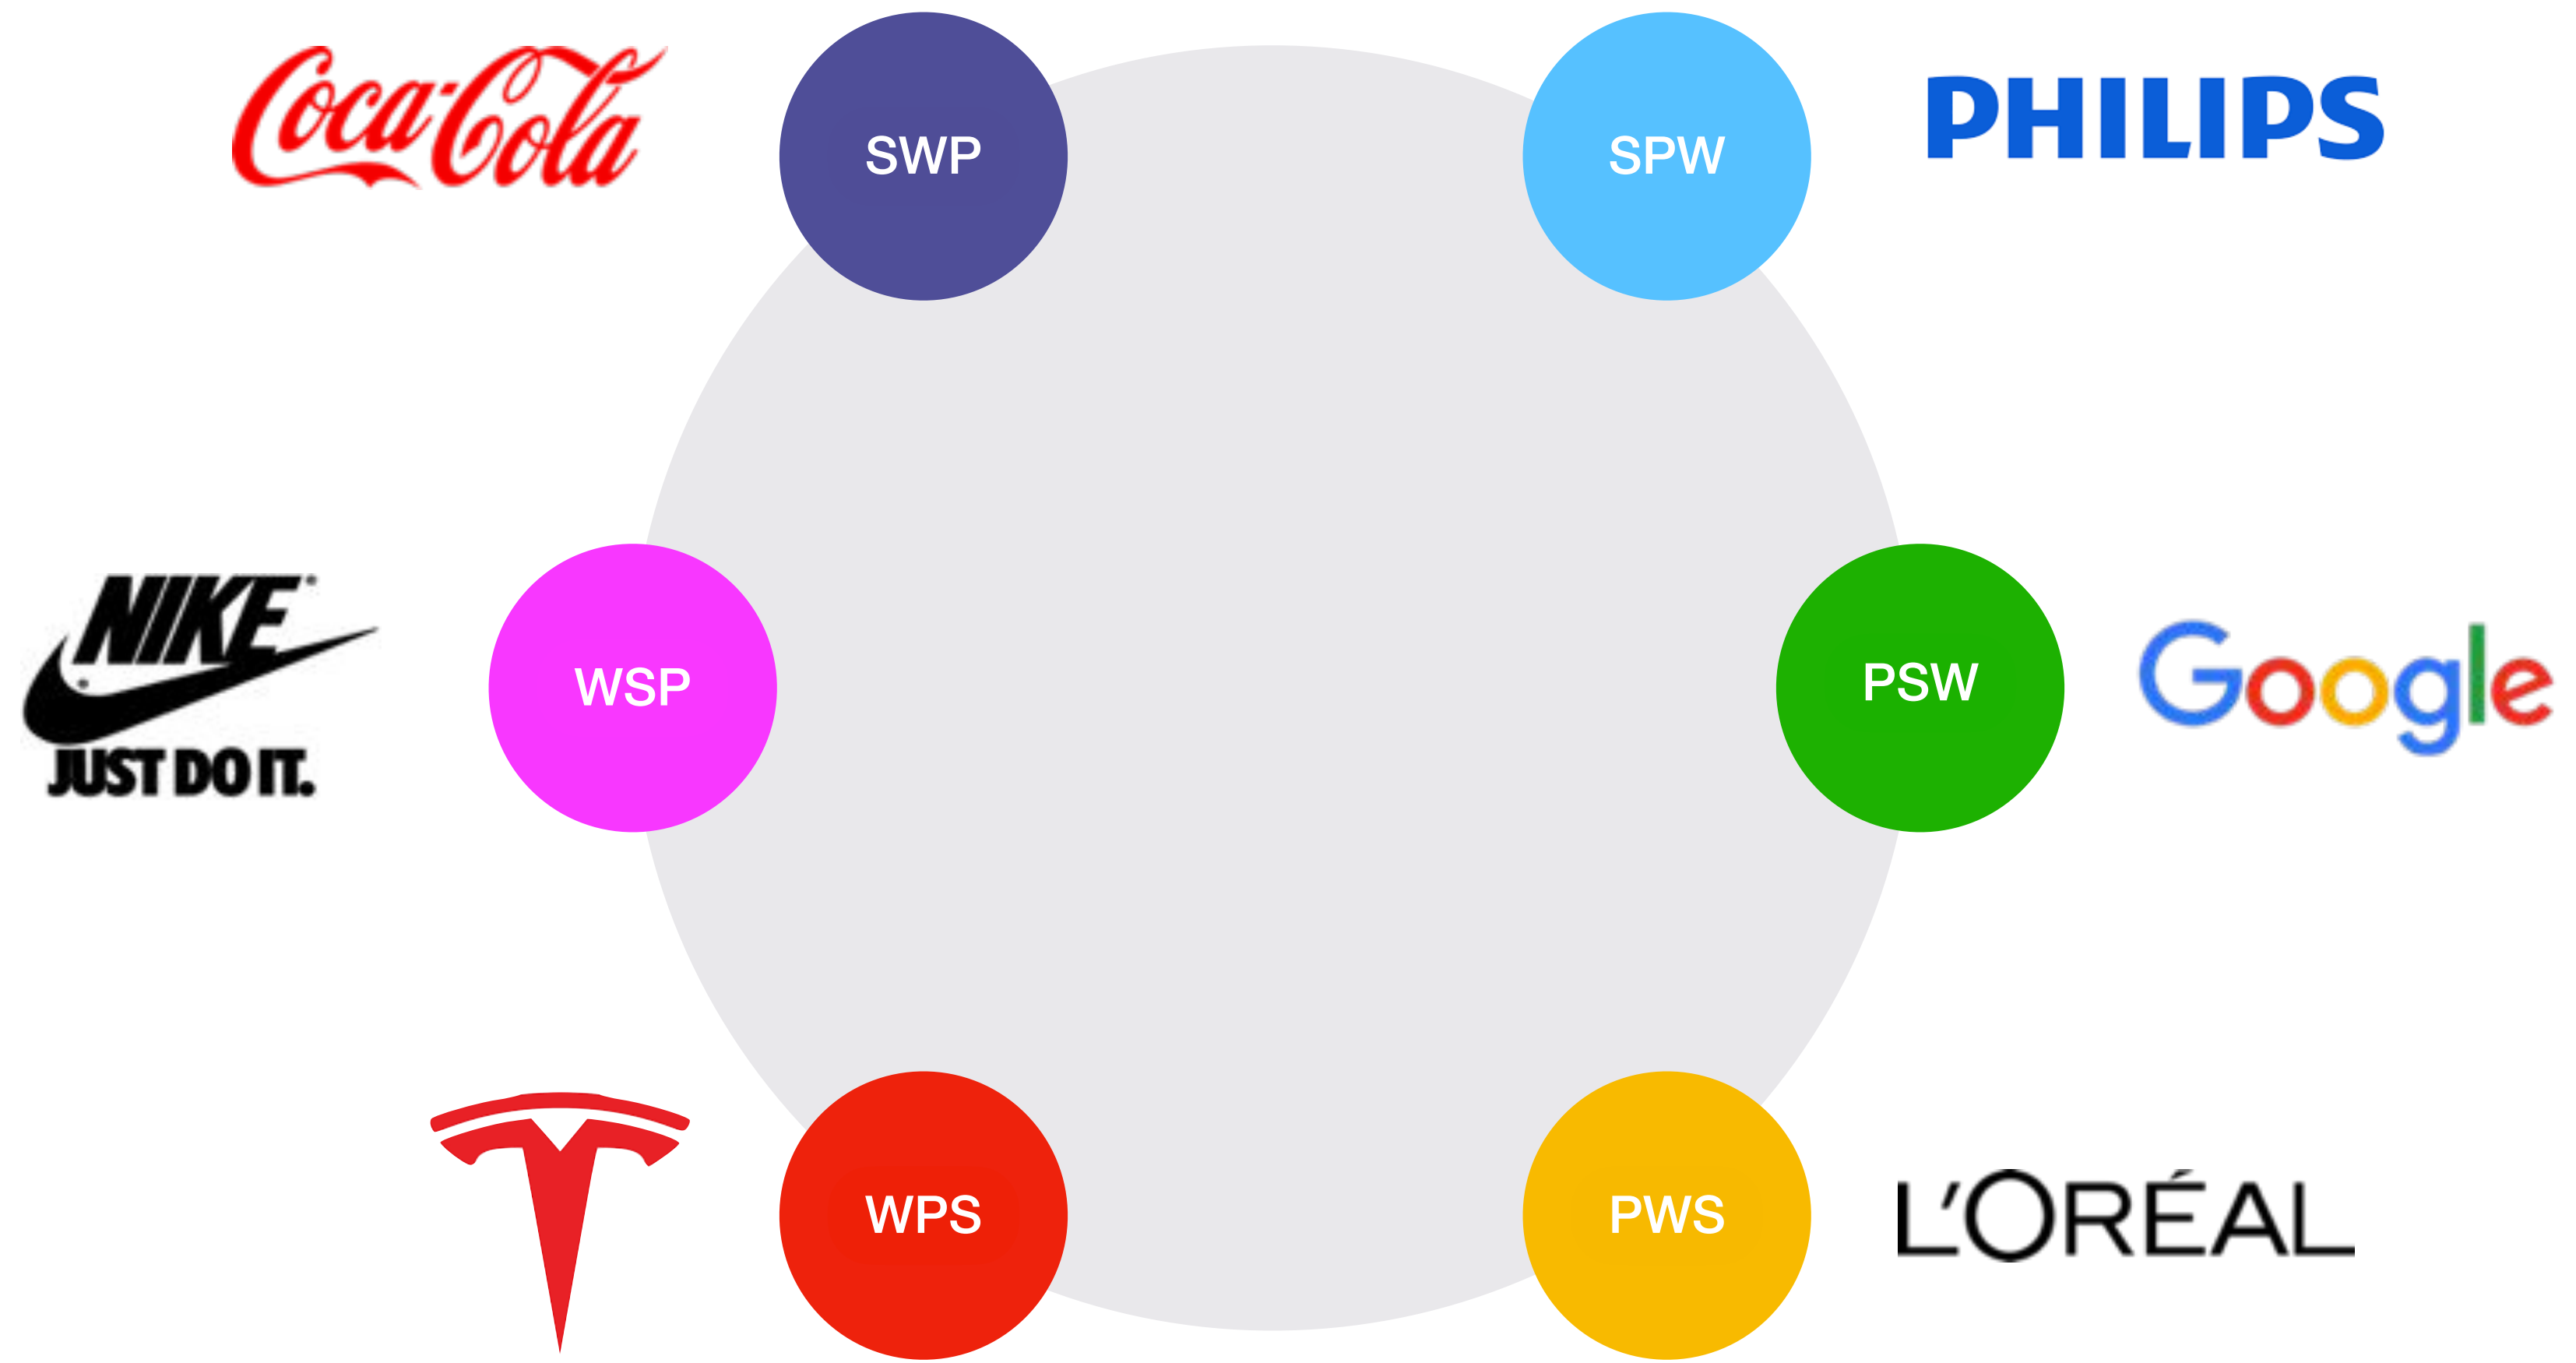 Coca-Cola
SWP
SPW
PHILIPS
NIKE
JUST DO IT.
WSP
PSW
Google
WPS
PWS
L'ORÉAL